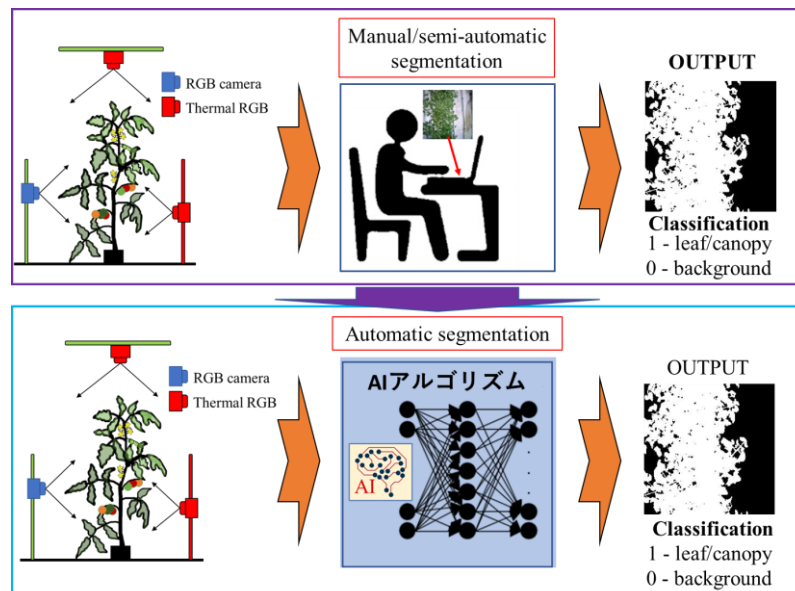 Manual/semi-automatic
segmentation
OUTPUT
RGB camera
Thermal RGB
Classification
1 - leaf/canopy
0 - background
Automatic segmentation
OUTPUT
RGB camera
Thermal RGB
AIアルゴリズム
AI
Classification
1 - leaf/canopy
0 - background